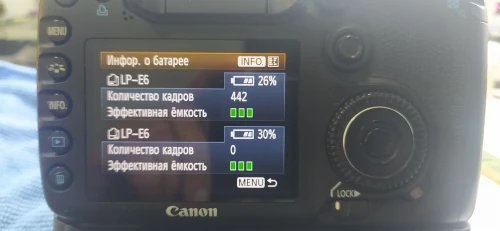 MENU
INFO.
Инфор. о батарее INFO.
LP-E6 26%
Количество кадров 442
Эффективная ёмкость
LP-E6 30%
Количество кадров 0
Эффективная ёмкость
MENU
LOCK
Canon